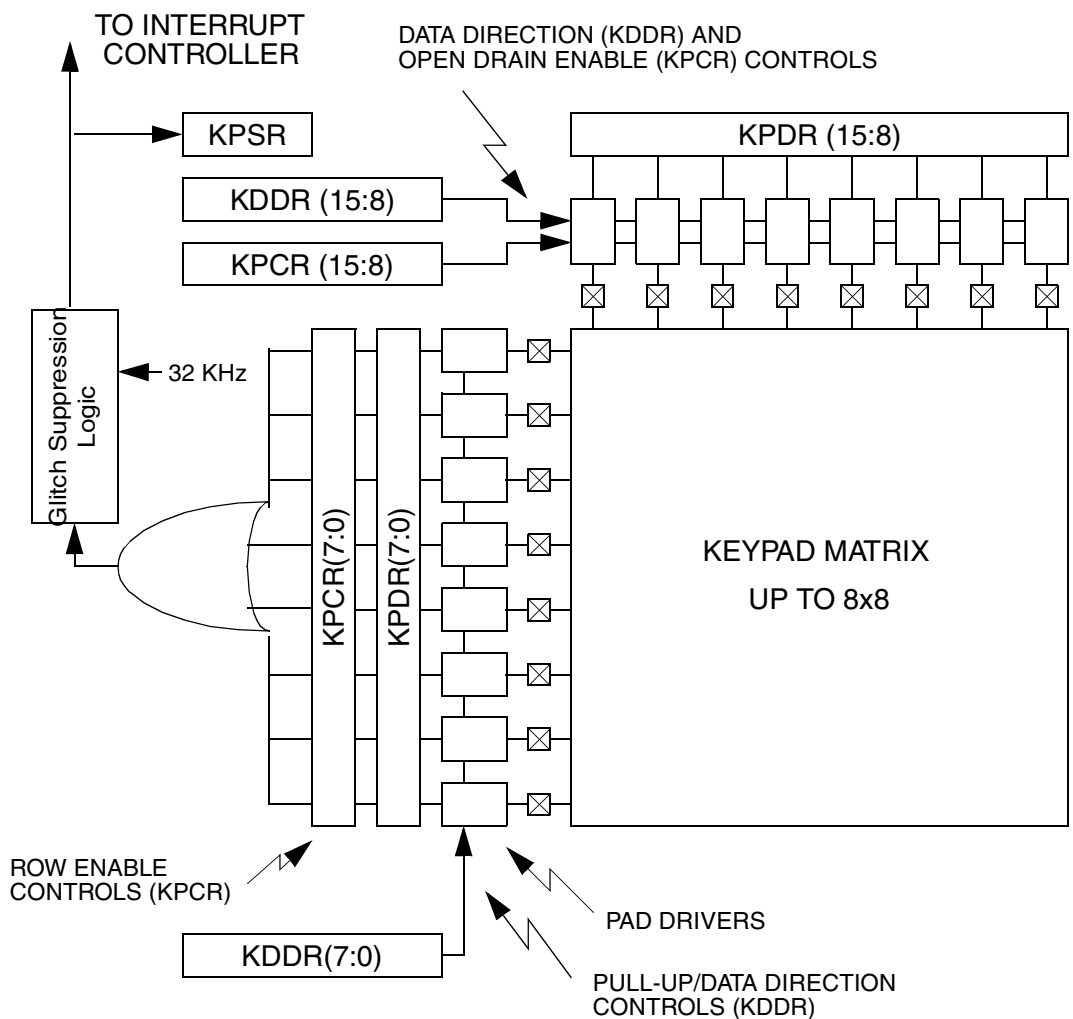 TO INTERRUPT
CONTROLLER
DATA DIRECTION (KDDR) AND
OPEN DRAIN ENABLE (KPCR) CONTROLS
KPSR
KPDR (15:8)
KDDR (15:8)
KPCR (15:8)
Glitch Suppression
Logic
32 KHz
KPCR(7:0)
KPDR(7:0)
KEYPAD MATRIX
UP TO 8x8
ROW ENABLE
CONTROLS (KPCR)
PAD DRIVERS
KDDR(7:0)
PULL-UP/DATA DIRECTION
CONTROLS (KDDR)